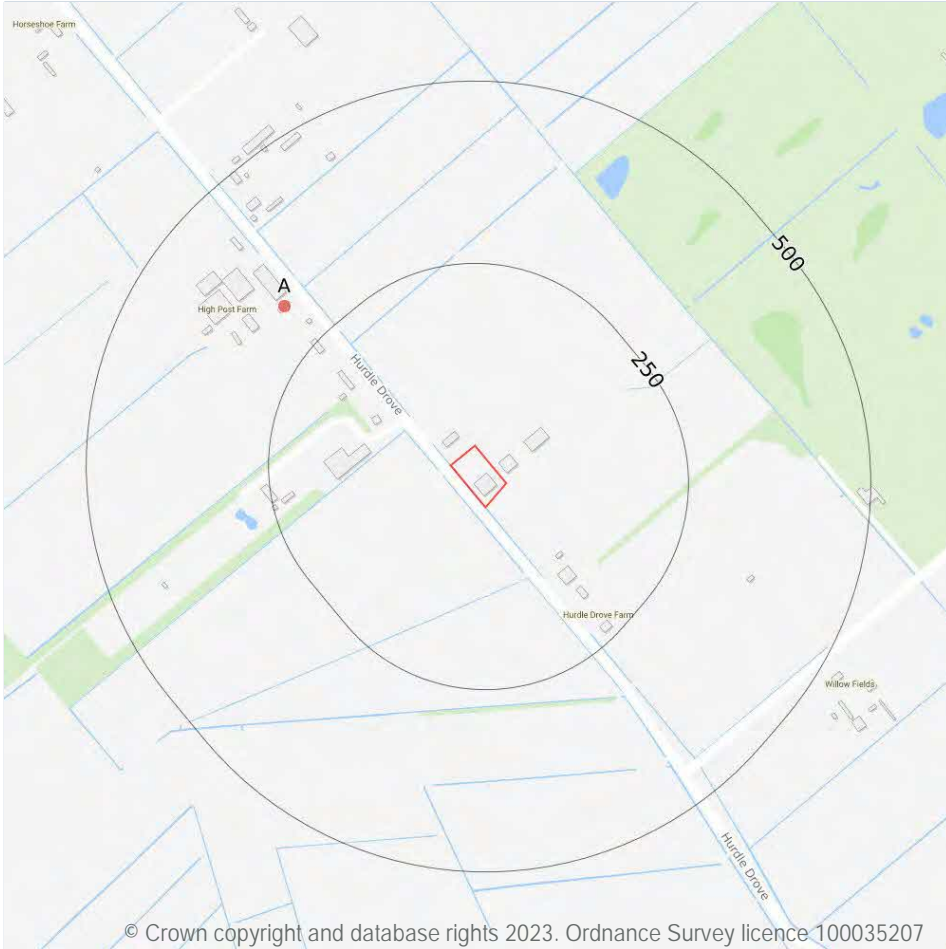 Horseshoe Farm
500
A
High Post Farm
250
Hurdle Drove
Hurdle Drove Farm
Willow Fields
Hurdle Drove
© Crown copyright and database rights 2023. Ordnance Survey licence 100035207